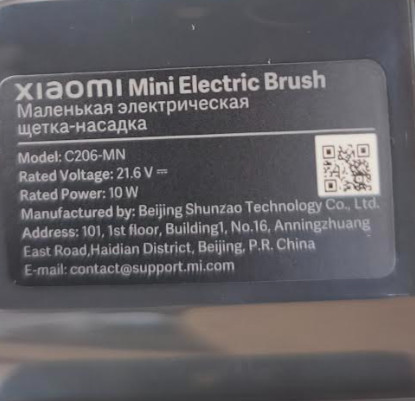 xiaomi Mini Electric Brush
Маленькая электрическая
щетка-насадка
Model: C206-MN
Rated Voltage: 21.6 V ⎓
Rated Power: 10 W
Manufactured by: Beijing Shunzao Technology Co., Ltd.
Address: 101, 1st floor, Building1, No.16, Anningzhuang
East Road,Haidian District, Beijing, P.R. China
E-mail: contact@support.mi.com